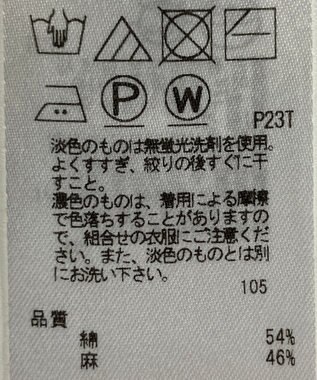 P W
P23T
淡色のものは無蛍光洗剤を使用。
よくすすぎ、絞りの後すぐに干
すこと。
濃色のものは、着用による摩擦
で色落ちすることがありますの
で、組合せの衣服にご注意くだ
さい。また、淡色のものとは別
にお洗い下さい。
105
品質
綿 54%
麻 46%